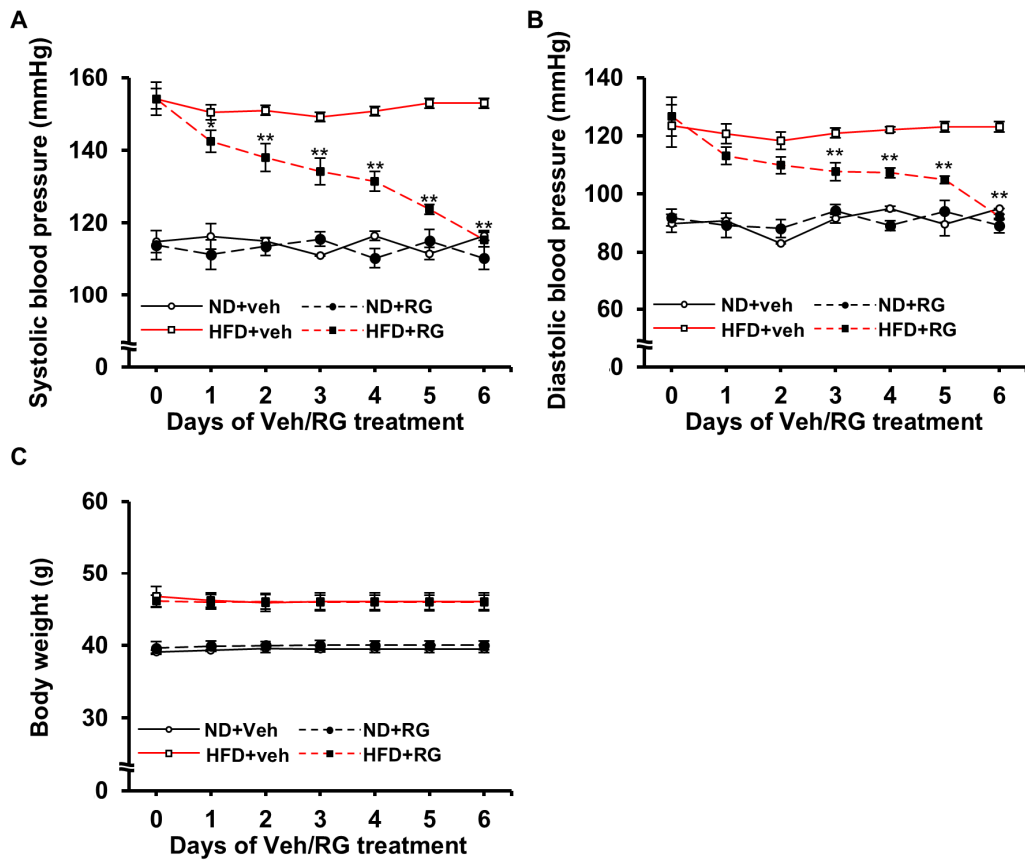 A
Systolic blood pressure (mmHg)
160
140
120
100
0
*
**
**
**
**
**
ND+veh
ND+RG
HFD+veh
HFD+RG
0 1 2 3 4 5 6
Days of Veh/RG treatment
B
Diastolic blood pressure (mmHg)
140
120
100
80
60
.0
**
**
**
**
ND+veh
ND+RG
HFD+veh
HFD+RG
0 1 2 3 4 5 6
Days of Veh/RG treatment
C
Body weight (g)
60
50
40
30
0
ND+Veh
ND+RG
HFD+veh
HFD+RG
0 1 2 3 4 5 6
Days of Veh/RG treatment